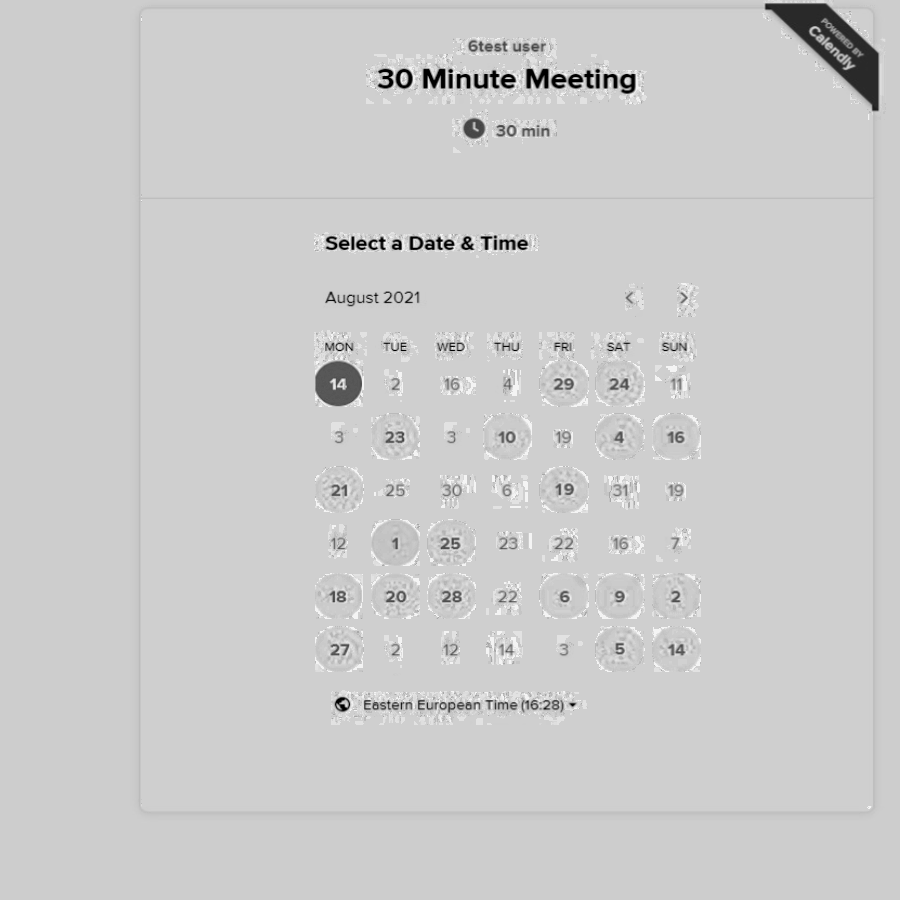 POWERED BY
Calendly
6test user
30 Minute Meeting
30 min
Select a Date & Time
August 2021
MON TUE WED THU FRI SAT SUN
14 2 16 4 29 24 11
3 23 3 10 19 4 16
21 25 30 6 19 31 19
12 1 25 23 22 16 7
18 20 28 22 6 9 2
27 2 12 14 3 5 14
Eastern European Time (16:28)